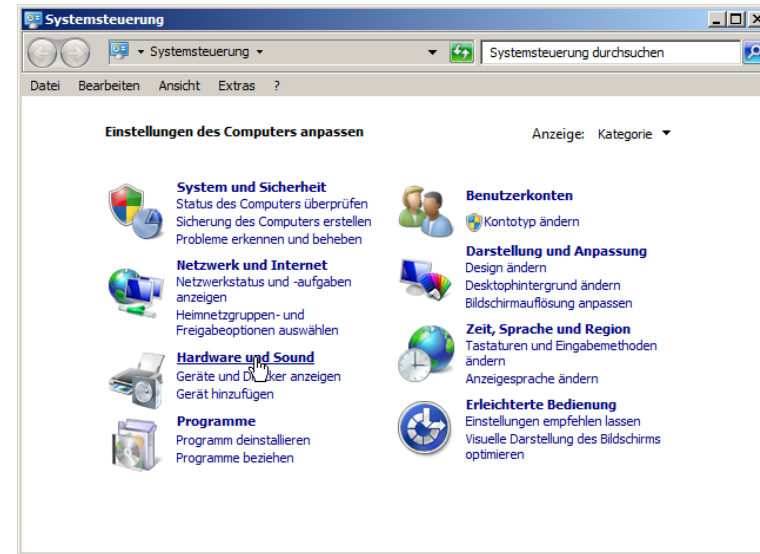 Systemsteuerung
Systemsteuerung
Systemsteuerung durchsuchen
Datei Bearbeiten Ansicht Extras ?
Einstellungen des Computers anpassen
Anzeige: Kategorie
System und Sicherheit
Status des Computers überprüfen
Sicherung des Computers erstellen
Probleme erkennen und beheben
Netzwerk und Internet
Netzwerkstatus und -aufgaben
anzeigen
Heimnetzgruppen- und
Freigabeoptionen auswählen
Hardware und Sound
Geräte und Drucker anzeigen
Gerät hinzufügen
Programme
Programm deinstallieren
Programme beziehen
Benutzerkonten
Kontotyp ändern
Darstellung und Anpassung
Design ändern
Desktophintergrund ändern
Bildschirmauflösung anpassen
Zeit, Sprache und Region
Tastaturen und Eingabemethoden
ändern
Anzeigesprache ändern
Erleichterte Bedienung
Einstellungen empfehlen lassen
Visuelle Darstellung des Bildschirms
optimieren